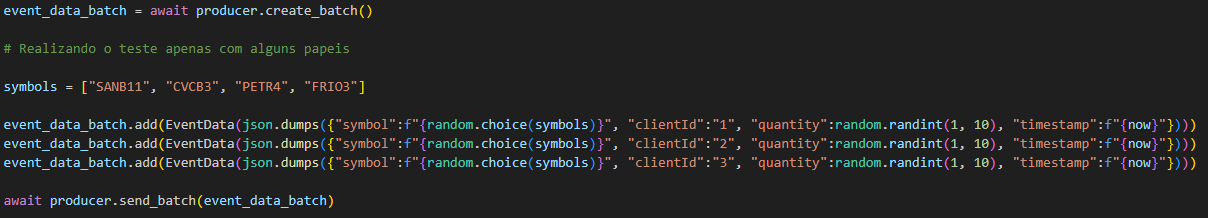 event_data_batch = await producer.create_batch()
# Realizando o teste apenas com alguns papeis
symbols = ["SANB11", "CVCB3", "PETR4", "FRIO3"]
event_data_batch.add(EventData(json.dumps({"symbol":f"{random.choice(symbols)}", "clientId":"1", "quantity":random.randint(1, 10), "timestamp":f"{now}"})))
event_data_batch.add(EventData(json.dumps({"symbol":f"{random.choice(symbols)}", "clientId":"2", "quantity":random.randint(1, 10), "timestamp":f"{now}"})))
event_data_batch.add(EventData(json.dumps({"symbol":f"{random.choice(symbols)}", "clientId":"3", "quantity":random.randint(1, 10), "timestamp":f"{now}"})))
await producer.send_batch(event_data_batch)